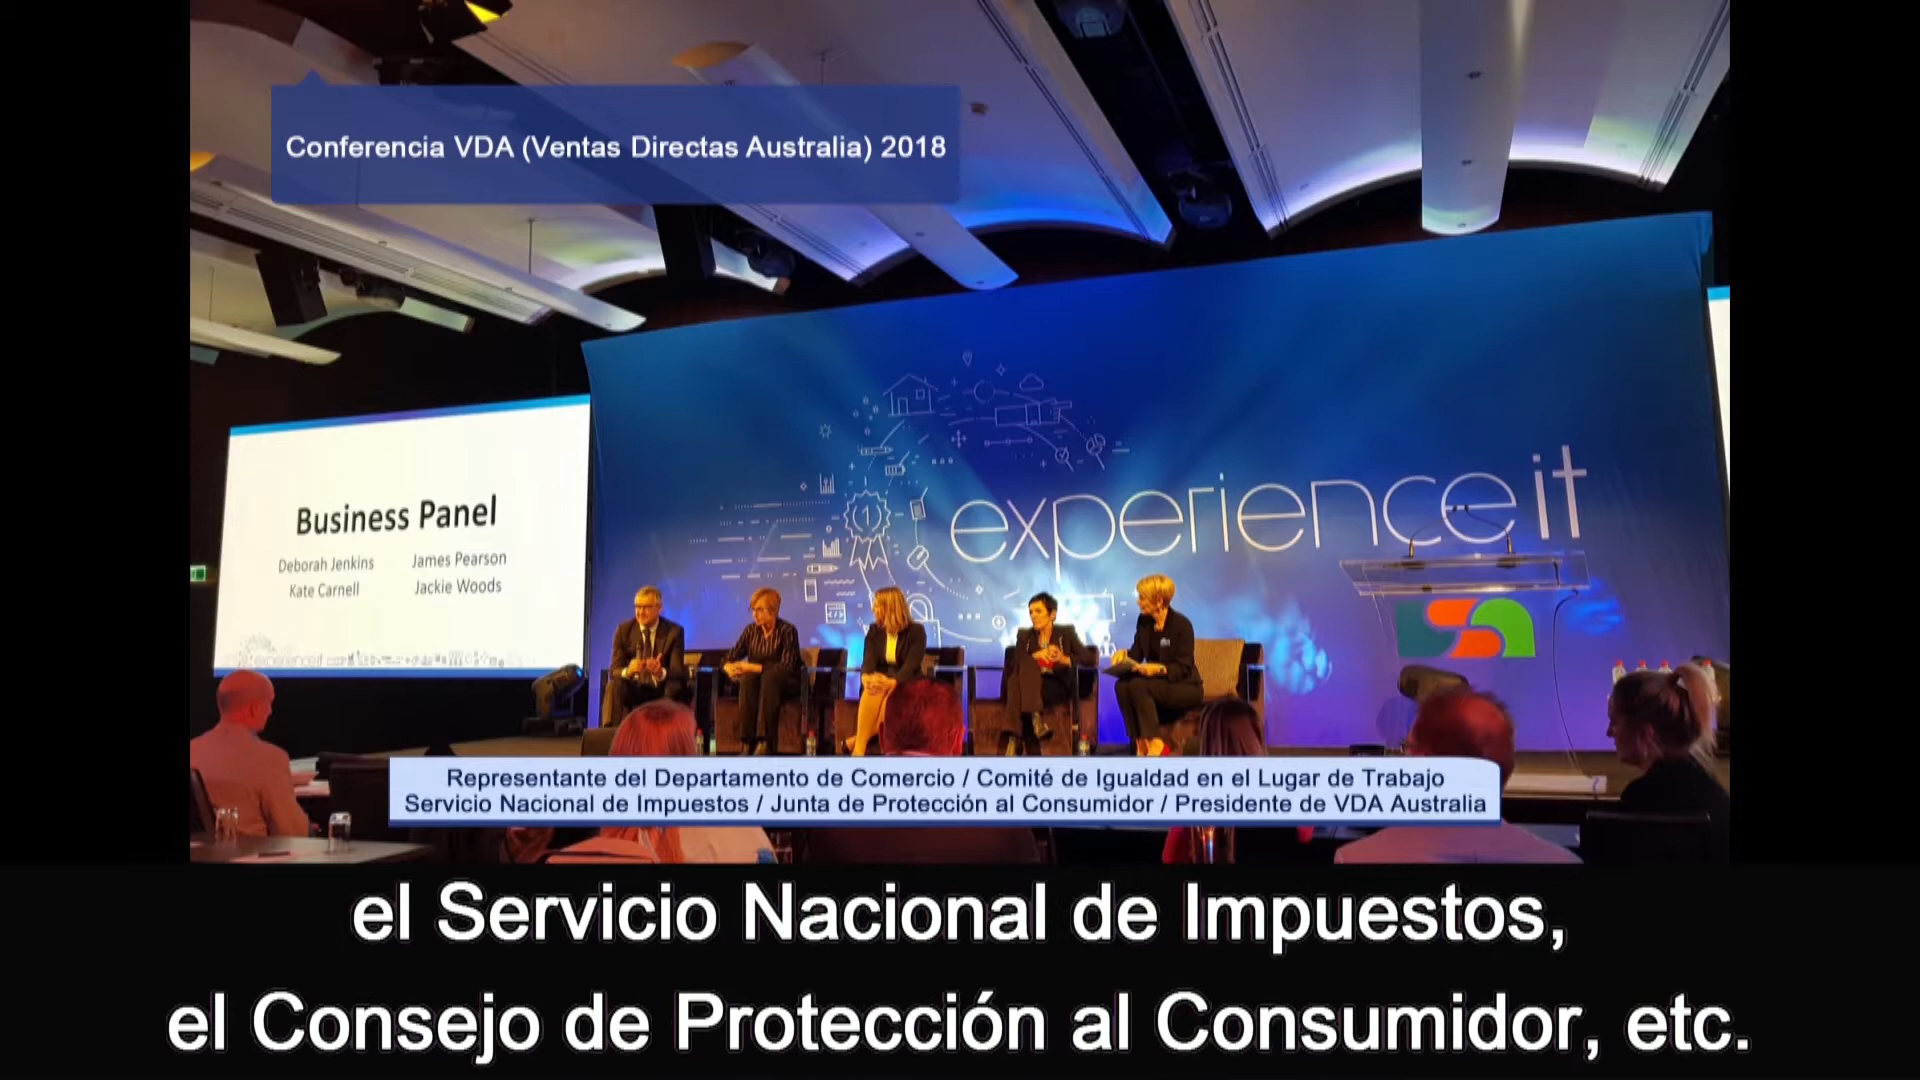 Conferencia VDA (Ventas Directas Australia) 2018
Business Panel
Deborah Jenkins James Pearson
Kate Carnell Jackie Woods
experienceit
experience it
dsa
Representante del Departamento de Comercio / Comité de Igualdad en el Lugar de Trabajo
Servicio Nacional de Impuestos / Junta de Protección al Consumidor / Presidente de VDA Australia
el Servicio Nacional de Impuestos,
el Consejo de Protección al Consumidor, etc.